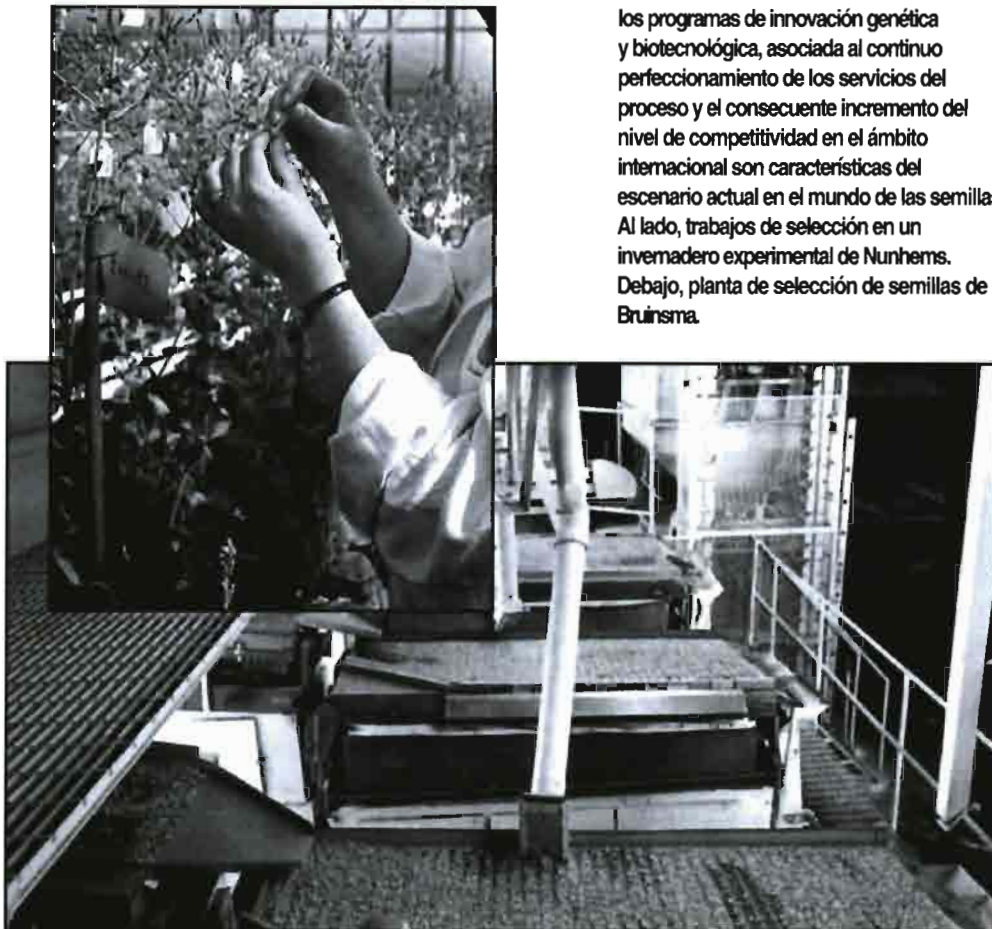 los programas de innovación genética
y biotecnológica, asociada al continuo
perfeccionamiento de los servicios del
proceso y el consecuente incremento del
nivel de competitividad en el ámbito
internacional son características del
escenario actual en el mundo de las semilla
Al lado, trabajos de selección en un
invernadero experimental de Nunhems.
Debajo, planta de selección de semillas de
Bruinsma.